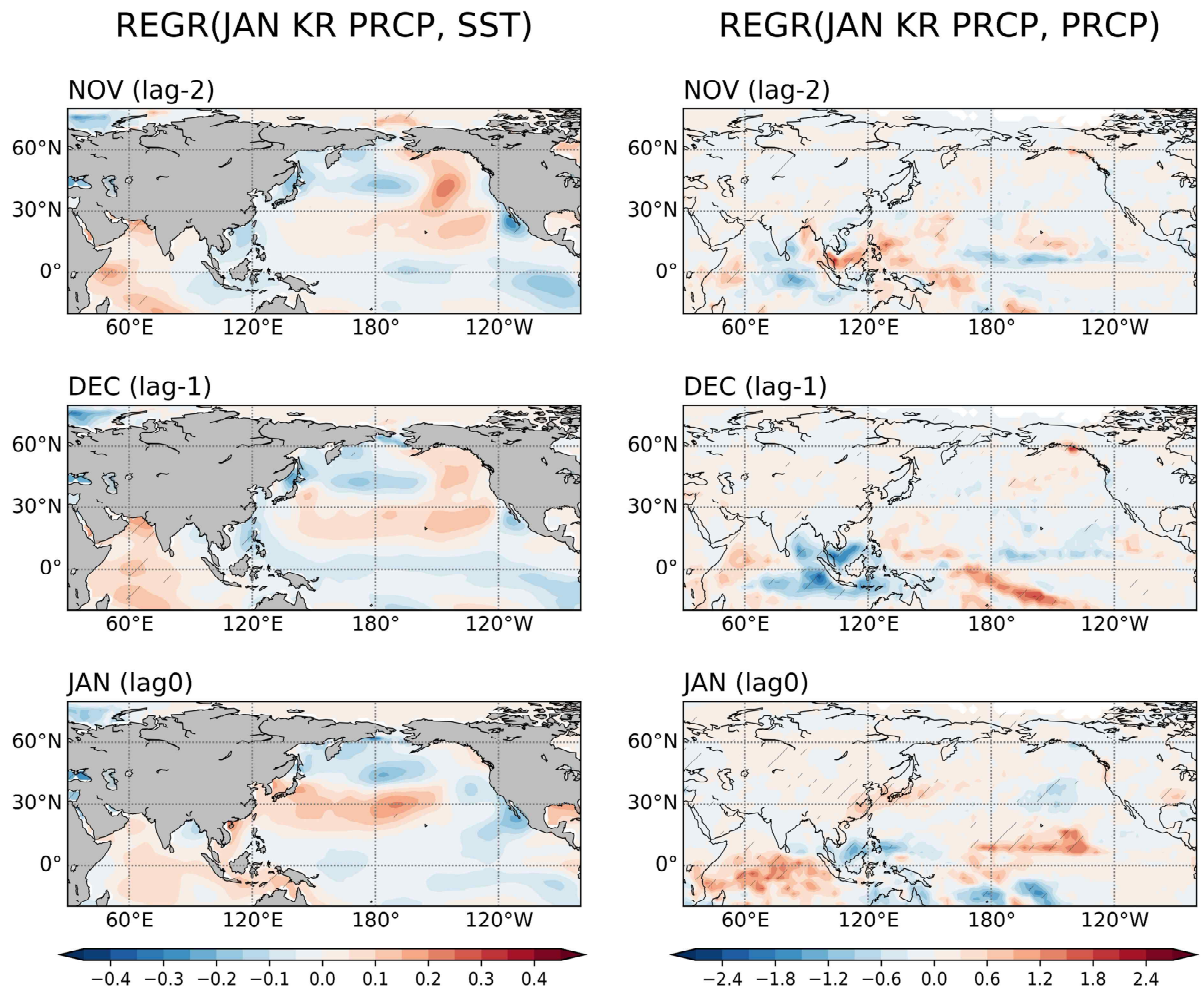 REGR(JAN KR PRCP, SST)
REGR(JAN KR PRCP, PRCP)
NOV (lag-2)
60°N
30°N
0°
60°E 120°E 180° 120°W
NOV (lag-2)
60°N
30°N
0°
60°E 120°E 180° 120°W
DEC (lag-1)
60°N
30°N
0°
60°E 120°E 180° 120°W
DEC (lag-1)
60°N
30°N
0°
60°E 120°E 180° 120°W
JAN (lag0)
60°N
30°N
0°
60°E 120°E 180° 120°W
JAN (lag0)
60°N
30°N
0°
60°E 120°E 180° 120°W
−0.4 −0.3 −0.2 −0.1 0.0 0.1 0.2 0.3 0.4
−2.4 −1.8 −1.2 −0.6 0.0 0.6 1.2 1.8 2.4